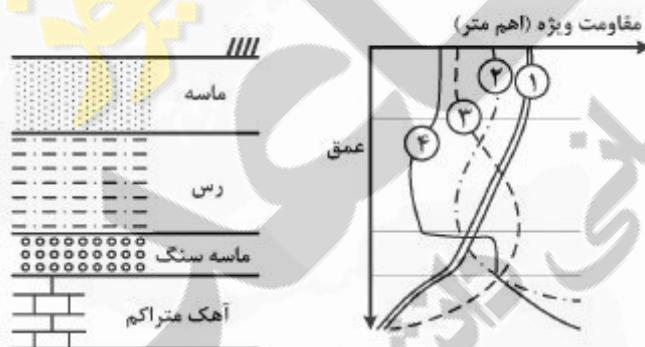 مقاومت ویژه (اهم متر)
۱
۲
۳
۴
عمق
ماسه
رس
ماسه سنگ
آهک متراکم